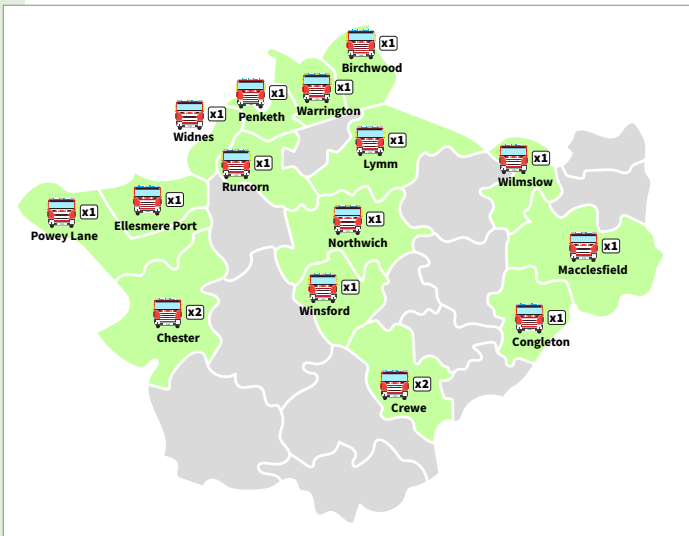 x1
Birchwood
x1
Warrington
x1
Penketh
x1
Widnes
x1
Lymm
x1
Runcorn
x1
Wilmslow
x1
Ellesmere Port
x1
Powey Lane
x1
Northwich
x1
Macclesfield
x1
Winsford
x2
Chester
x1
Congleton
x2
Crewe